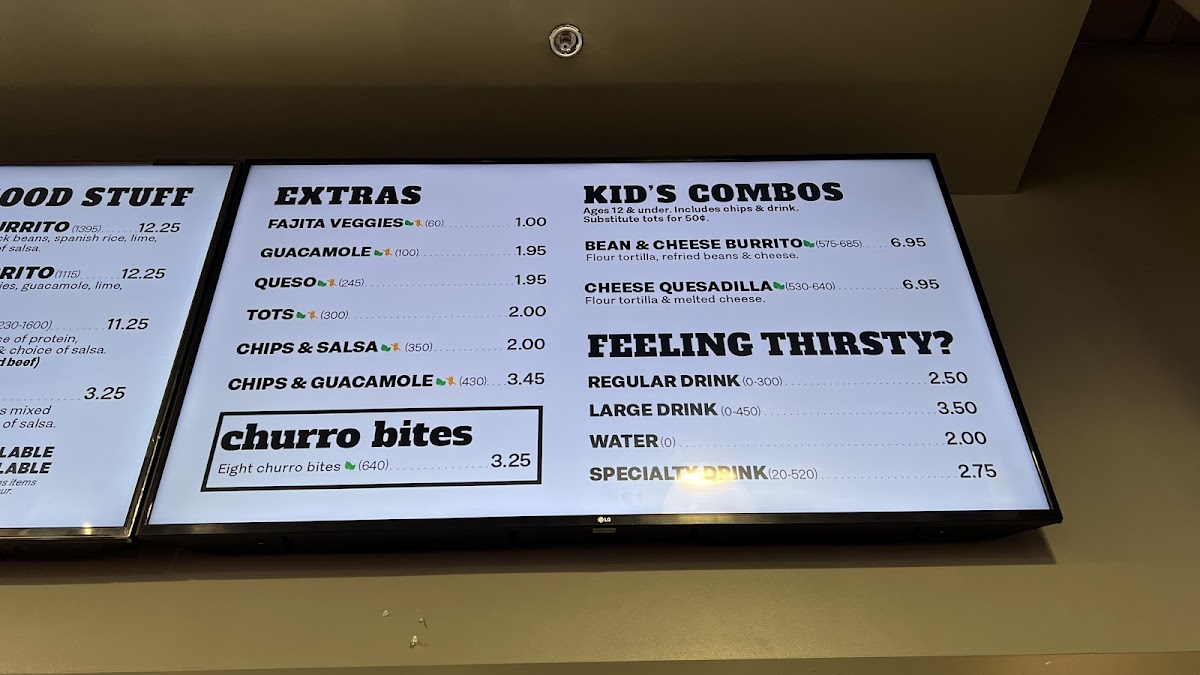 OOD STUFF
URRITO (1395) 12.25
ck beans, spanish rice, lime,
of salsa.
RITO (1115) 12.25
ies, guacamole, lime,
230-1600) 11.25
ce of protein,
& choice of salsa.
d beef)
3.25
s mixed
of salsa.
LABLE
LABLE
s items
ur.
EXTRAS
FAJITA VEGGIES (60) 1.00
GUACAMOLE (100) 1.95
QUESO (245) 1.95
TOTS (300) 2.00
CHIPS & SALSA (350) 2.00
CHIPS & GUACAMOLE (430) 3.45
churro bites
Eight churro bites (640) 3.25
KID'S COMBOS
Ages 12 & under. Includes chips & drink.
Substitute tots for 50¢.
BEAN & CHEESE BURRITO (575-685) 6.95
Flour tortilla, refried beans & cheese.
CHEESE QUESADILLA (530-640) 6.95
Flour tortilla & melted cheese.
FEELING THIRSTY?
REGULAR DRINK (0-300) 2.50
LARGE DRINK (0-450) 3.50
WATER (0) 2.00
SPECIALTY DRINK (20-520) 2.75
LG